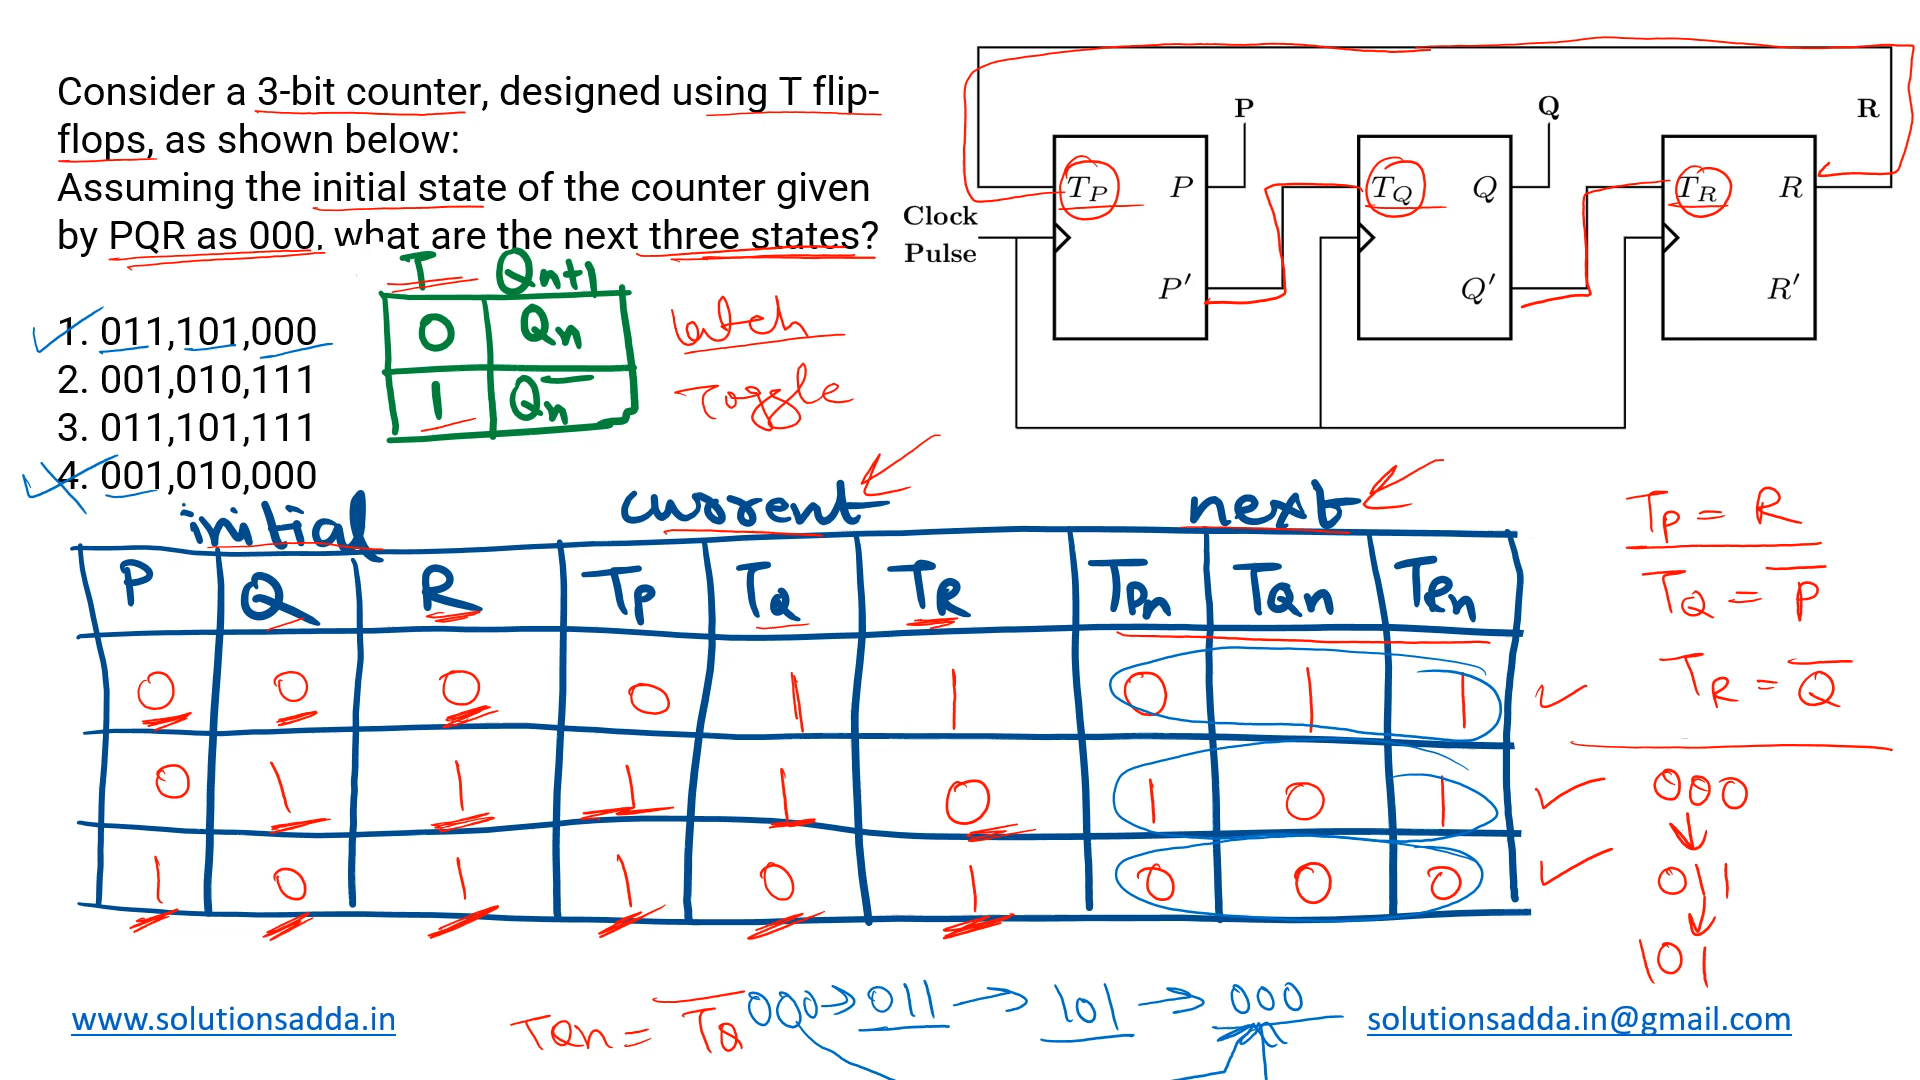 Consider a 3-bit counter, designed using T flip-
flops, as shown below:
Assuming the initial state of the counter given
by PQR as 000, what are the next three states?
1. 011,101,000
2. 001,010,111
3. 011,101,111
4. 001,010,000
P Q R
T_P P T_Q Q T_R R
Clock
Pulse
P′ Q′ R′
T Qn+1
0 Qn
1 Q̅n
Latch
Toggle
initial current next
P Q R TP TQ TR TPn TQn TRn
0 0 0 0 1 1 0 1 1
0 1 1 1 1 0 1 0 1
1 0 1 1 0 1 0 0 0
TP = R
TQ = P̅
TR = Q̅
000
↓
011
↓
101
TQn = T̅Q̅
000 → 011 → 101 → 000
www.solutionsadda.in
solutionsadda.in@gmail.com